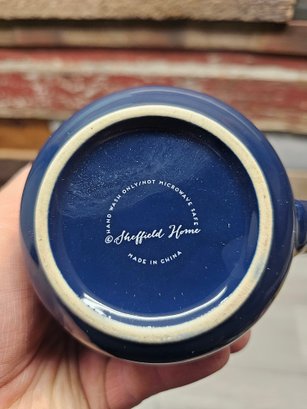 HAND WASH ONLY/NOT MICROWAVE SAFE
© Sheffield Home
MADE IN CHINA